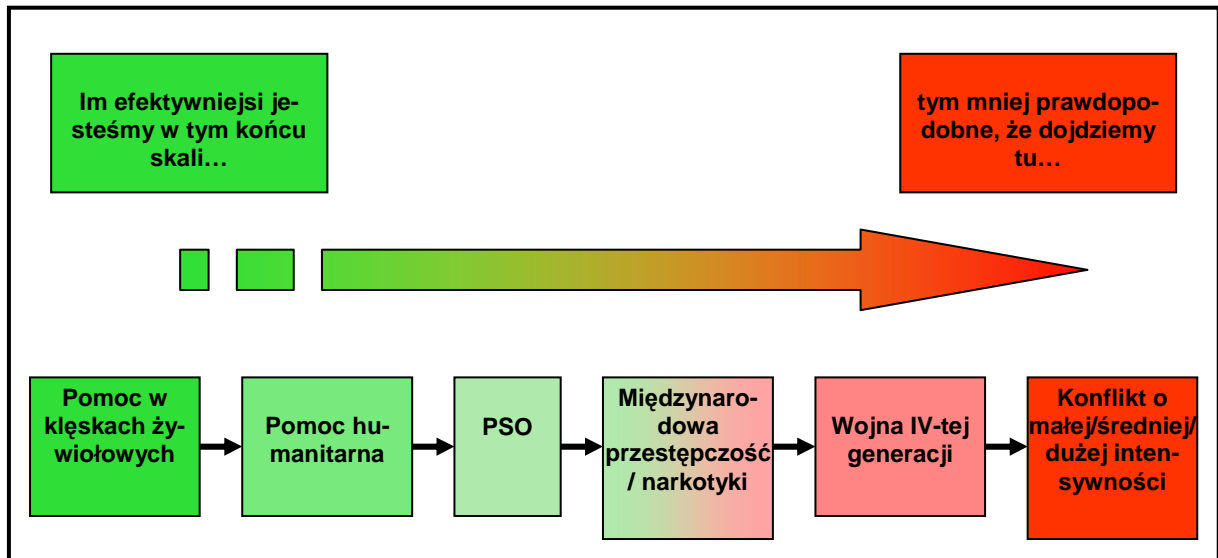 Im efektywniejsi je-
steśmy w tym końcu
skali…
tym mniej prawdopo-
dobne, że dojdziemy
tu…
Pomoc w
klęskach ży-
wiołowych
Pomoc hu-
manitarna
PSO
Międzynaro-
dowa
przestępczość
/ narkotyki
Wojna IV-tej
generacji
Konflikt o
małej/średniej/
dużej inten-
sywności